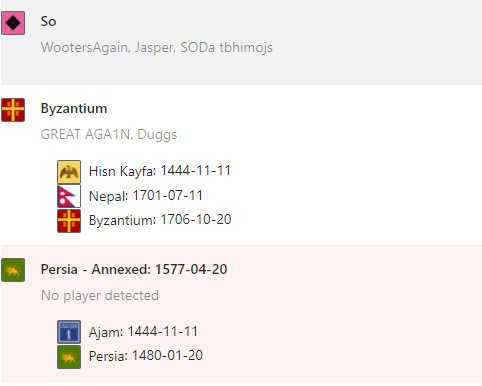 So
WootersAgain, Jasper, SODa tbhimojs
Byzantium
GREAT AGA1N, Duggs
Hisn Kayfa: 1444-11-11
Nepal: 1701-07-11
Byzantium: 1706-10-20
Persia - Annexed: 1577-04-20
No player detected
Ajam: 1444-11-11
Persia: 1480-01-20